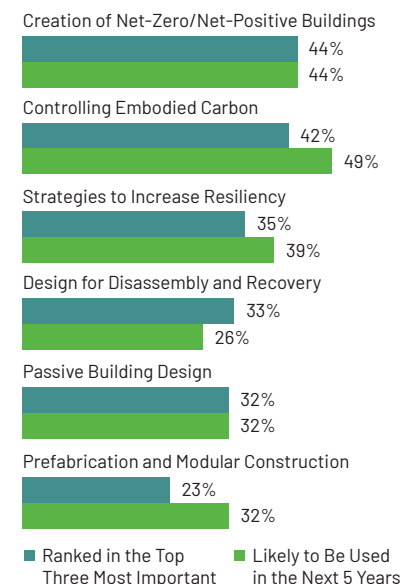 Creation of Net-Zero/Net-Positive Buildings
44%
44%
Controlling Embodied Carbon
42%
49%
Strategies to Increase Resiliency
35%
39%
Design for Disassembly and Recovery
33%
26%
Passive Building Design
32%
32%
Prefabrication and Modular Construction
23%
32%
Ranked in the Top
Three Most Important
Likely to Be Used
in the Next 5 Years